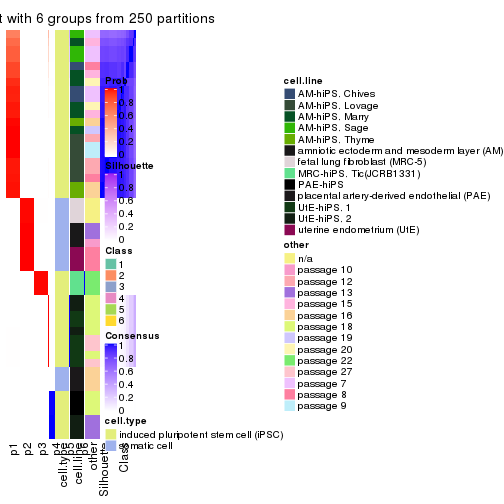 t with 6 groups from 250 partitions
Prob
0.8
0.6
0.4
0.2
0
Silhouette
1
0.8
0.6
0.4
0.2
0
Class
1
2
3
4
5
6
Consensus
1
0.8
0.6
0.4
0.2
0
cell.type
induced pluripotent stem cell (iPSC)
somatic cell
cell.line
AM-hiPS. Chives
AM-hiPS. Lovage
AM-hiPS. Marry
AM-hiPS. Sage
AM-hiPS. Thyme
amniotic ectoderm and mesoderm layer (AM)
fetal lung fibroblast (MRC-5)
MRC-hiPS. Tic(JCRB1331)
PAE-hiPS
placental artery-derived endothelial (PAE)
UtE-hiPS. 1
UtE-hiPS. 2
uterine endometrium (UtE)
other
n/a
passage 10
passage 12
passage 13
passage 15
passage 16
passage 18
passage 19
passage 20
passage 22
passage 27
passage 7
passage 8
passage 9
p1
p2
p3
p4
cell.type
cell.line
other
Silhouette
Class